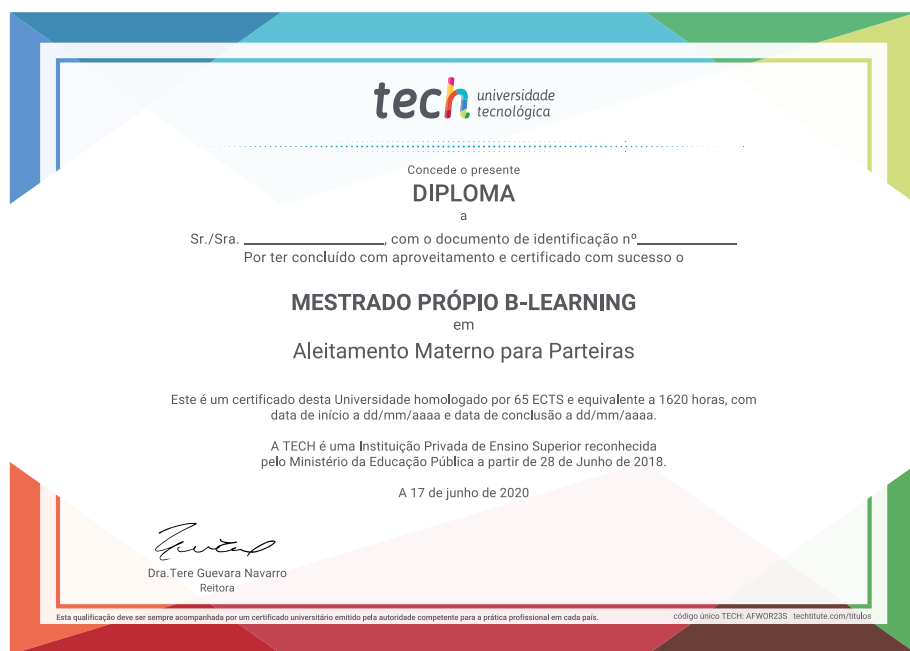 tech universidade
tecnológica
Concede o presente
DIPLOMA
a
Sr./Sra. ____________, com o documento de identificação nº____________
Por ter concluído com aproveitamento e certificado com sucesso o
MESTRADO PRÓPIO B-LEARNING
em
Aleitamento Materno para Parteiras
Este é um certificado desta Universidade homologado por 65 ECTS e equivalente a 1620 horas, com
data de início a dd/mm/aaaa e data de conclusão a dd/mm/aaaa.
A TECH é uma Instituição Privada de Ensino Superior reconhecida
pelo Ministério da Educação Pública a partir de 28 de Junho de 2018.
A 17 de junho de 2020
Dra.Tere Guevara Navarro
Reitora
Esta qualificação deve ser sempre acompanhada por um certificado universitário emitido pela autoridade competente para a prática profissional em cada país.
código único TECH: AFWOR23S techtitute.com/titulos